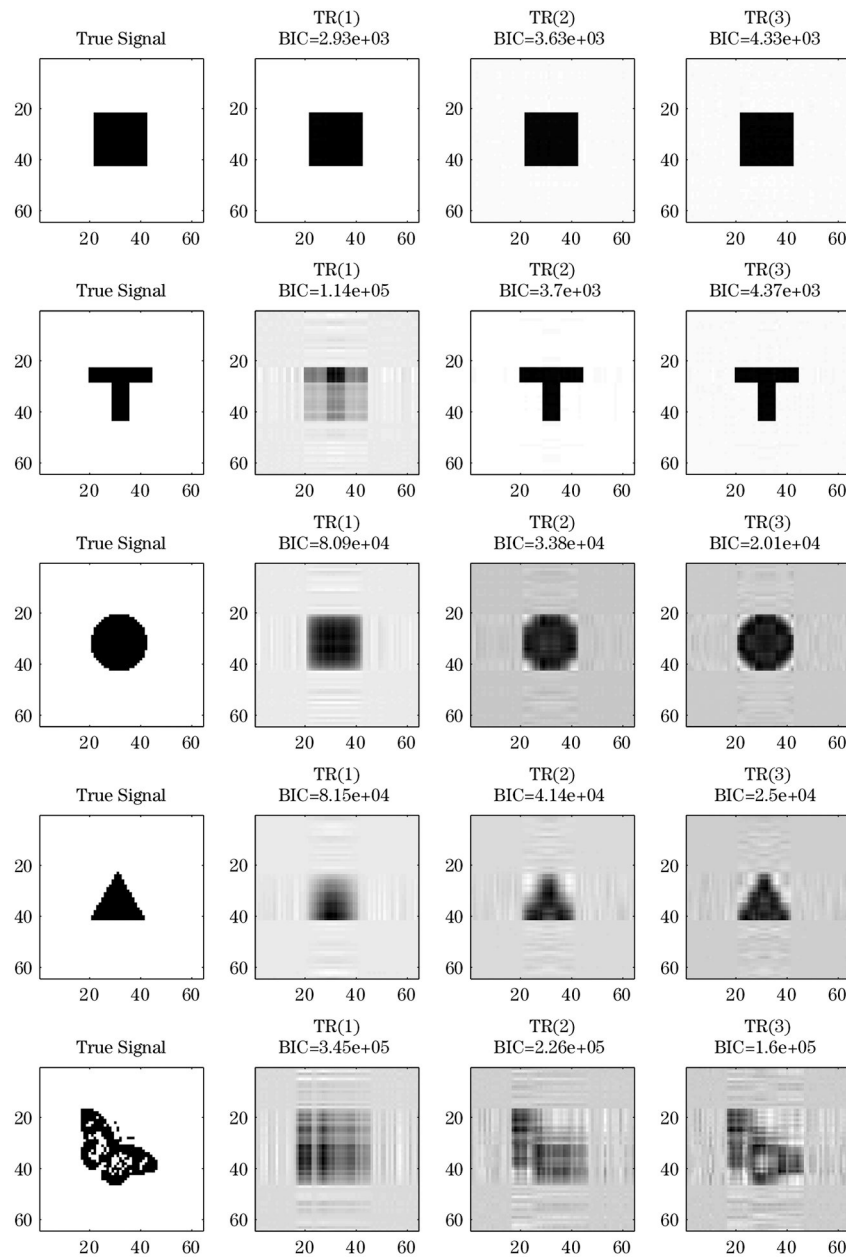 TR(1) TR(2) TR(3)
True Signal BIC=2.93e+03 BIC=3.63e+03 BIC=4.33e+03
20 20 20 20
40 40 40 40
60 60 60 60
20 40 60 20 40 60 20 40 60 20 40 60
TR(1) TR(2) TR(3)
True Signal BIC=1.14e+05 BIC=3.7e+03 BIC=4.37e+03
20 20 20 20
40 40 40 40
60 60 60 60
20 40 60 20 40 60 20 40 60 20 40 60
TR(1) TR(2) TR(3)
True Signal BIC=8.09e+04 BIC=3.38e+04 BIC=2.01e+04
20 20 20 20
40 40 40 40
60 60 60 60
20 40 60 20 40 60 20 40 60 20 40 60
TR(1) TR(2) TR(3)
True Signal BIC=8.15e+04 BIC=4.14e+04 BIC=2.5e+04
20 20 20 20
40 40 40 40
60 60 60 60
20 40 60 20 40 60 20 40 60 20 40 60
TR(1) TR(2) TR(3)
True Signal BIC=3.45e+05 BIC=2.26e+05 BIC=1.6e+05
20 20 20 20
40 40 40 40
60 60 60 60
20 40 60 20 40 60 20 40 60 20 40 60